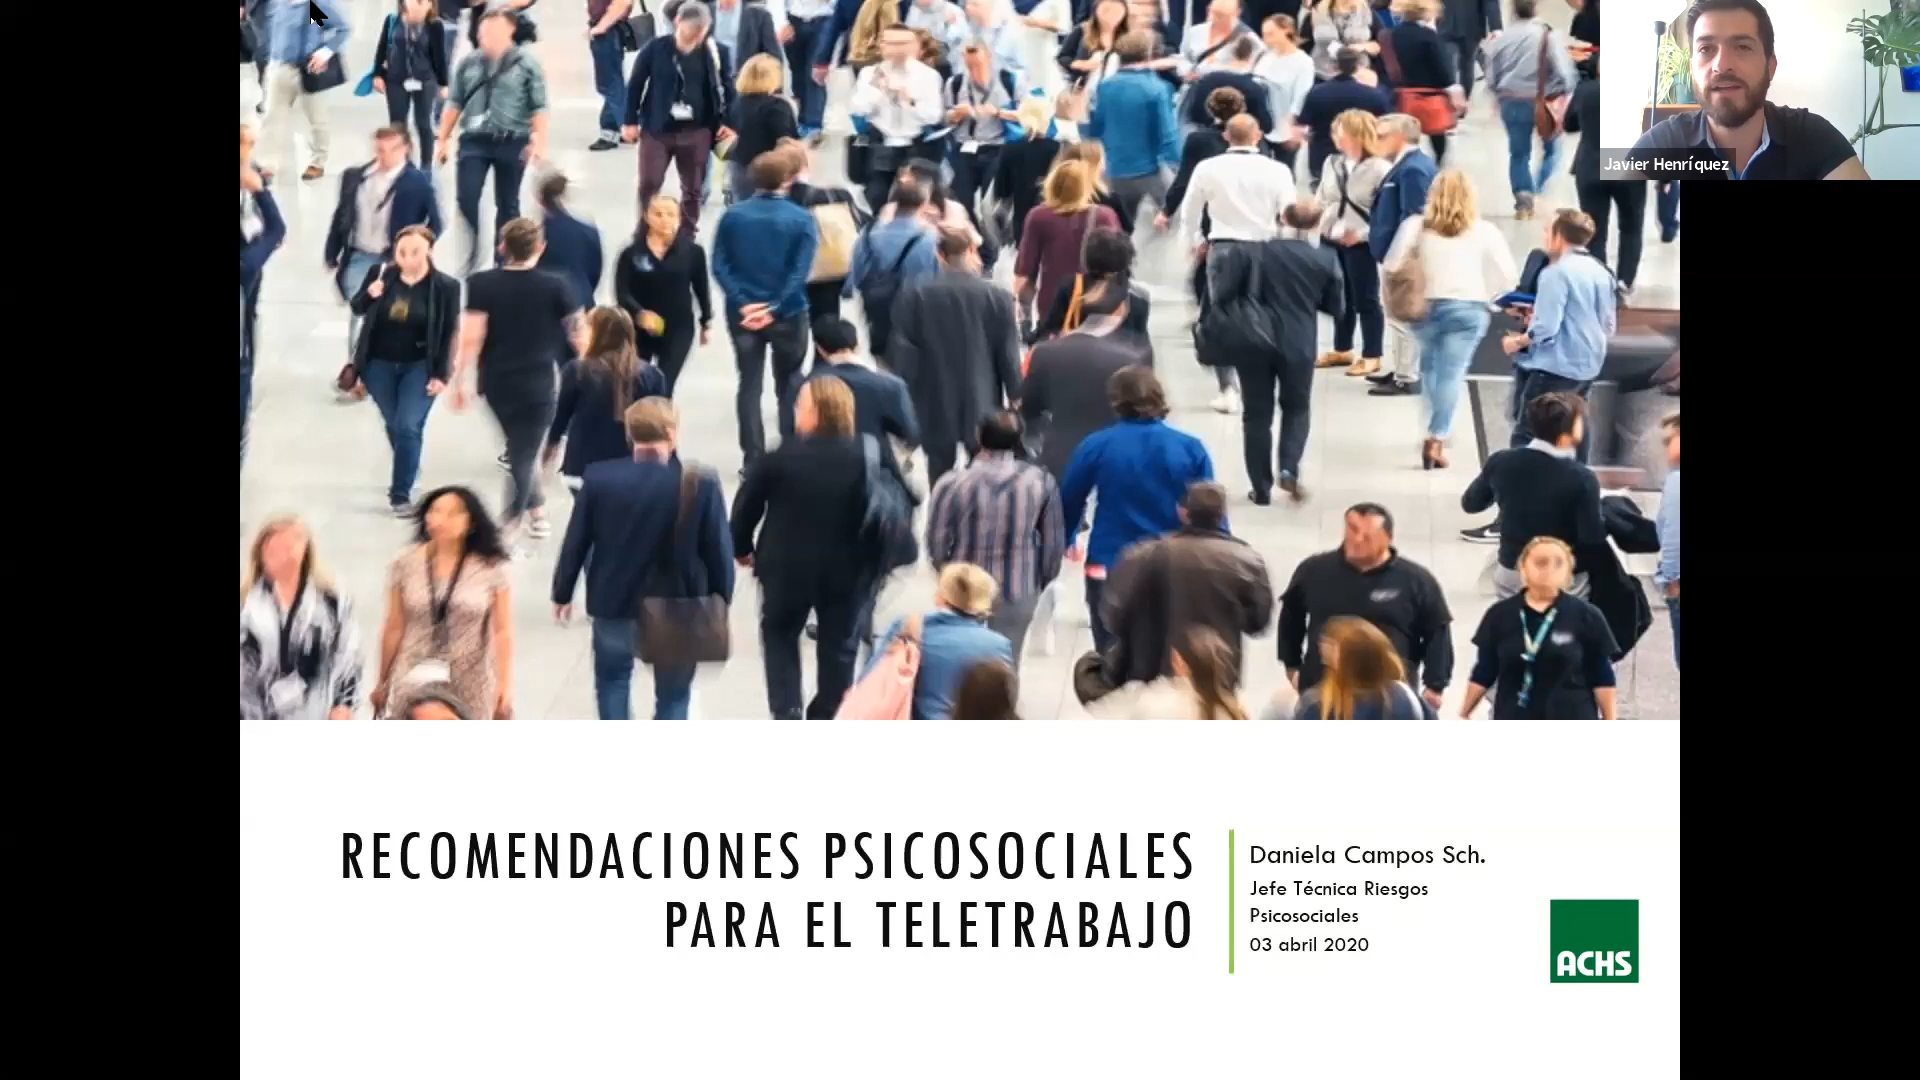 Javier Henríquez
RECOMENDACIONES PSICOSOCIALES
PARA EL TELETRABAJO
Daniela Campos Sch.
Jefe Técnica Riesgos
Psicosociales
03 abril 2020
ACHS